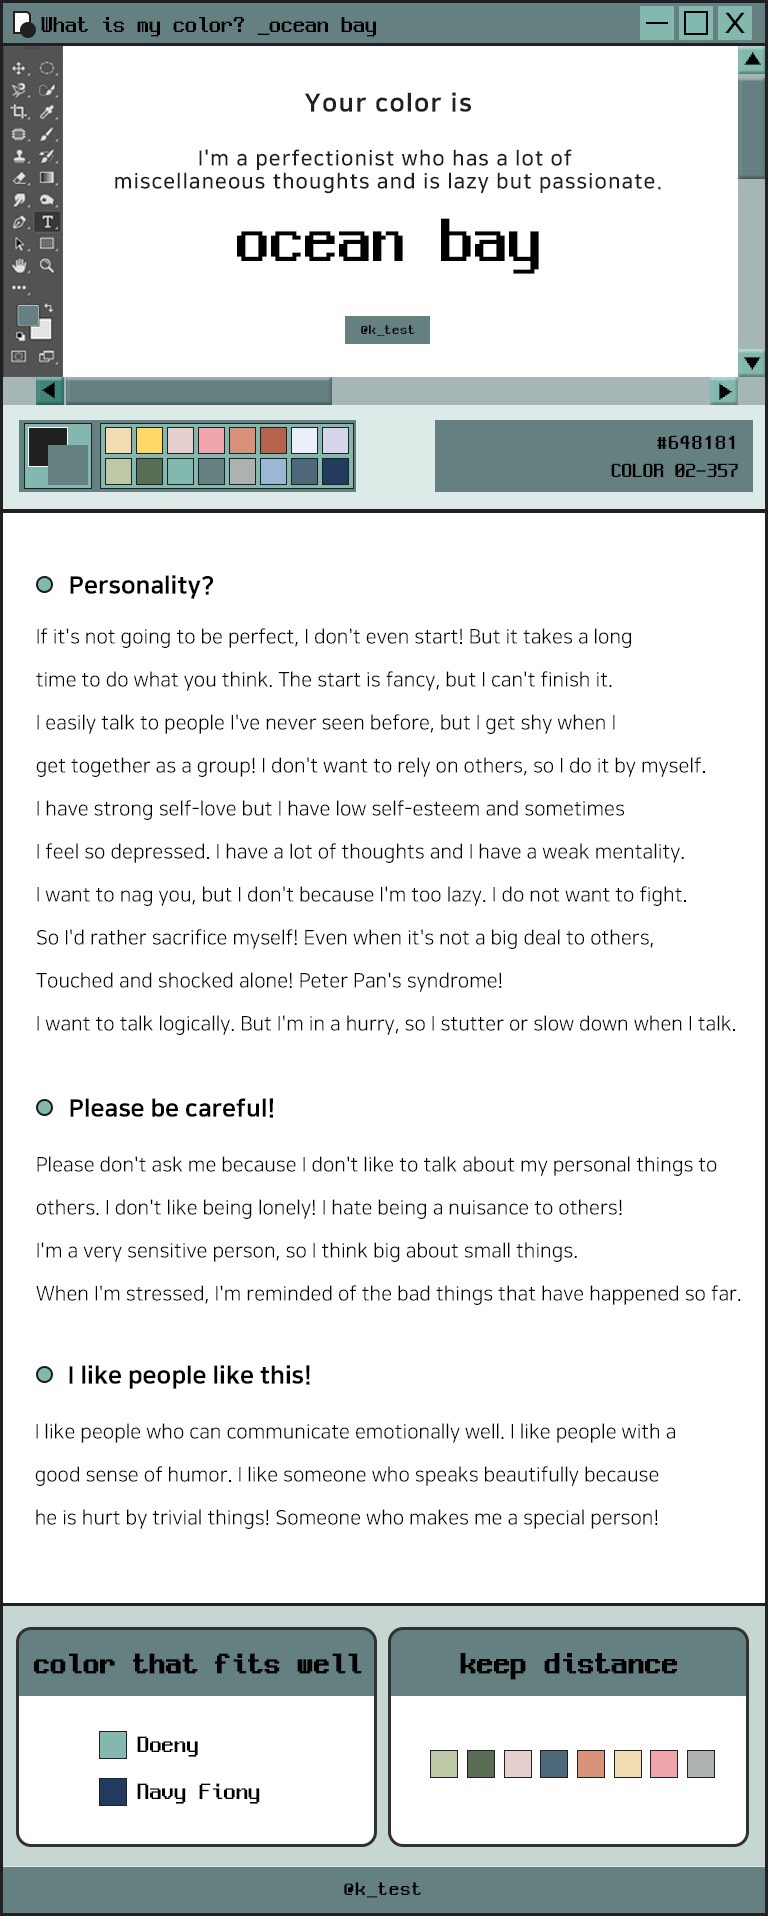 What is my color? _ocean bay
Your color is
I'm a perfectionist who has a lot of
miscellaneous thoughts and is lazy but passionate.
ocean bay
@k_test
#648181
COLOR 02-357
Personality?
If it's not going to be perfect, I don't even start! But it takes a long
time to do what you think. The start is fancy, but I can't finish it.
I easily talk to people I've never seen before, but I get shy when I
get together as a group! I don't want to rely on others, so I do it by myself.
I have strong self-love but I have low self-esteem and sometimes
I feel so depressed. I have a lot of thoughts and I have a weak mentality.
I want to nag you, but I don't because I'm too lazy. I do not want to fight.
So I'd rather sacrifice myself! Even when it's not a big deal to others,
Touched and shocked alone! Peter Pan's syndrome!
I want to talk logically. But I'm in a hurry, so I stutter or slow down when I talk.
Please be careful!
Please don't ask me because I don't like to talk about my personal things to
others. I don't like being lonely! I hate being a nuisance to others!
I'm a very sensitive person, so I think big about small things.
When I'm stressed, I'm reminded of the bad things that have happened so far.
I like people like this!
I like people who can communicate emotionally well. I like people with a
good sense of humor. I like someone who speaks beautifully because
he is hurt by trivial things! Someone who makes me a special person!
color that fits well
Doeny
Navy Fiony
keep distance
@k_test